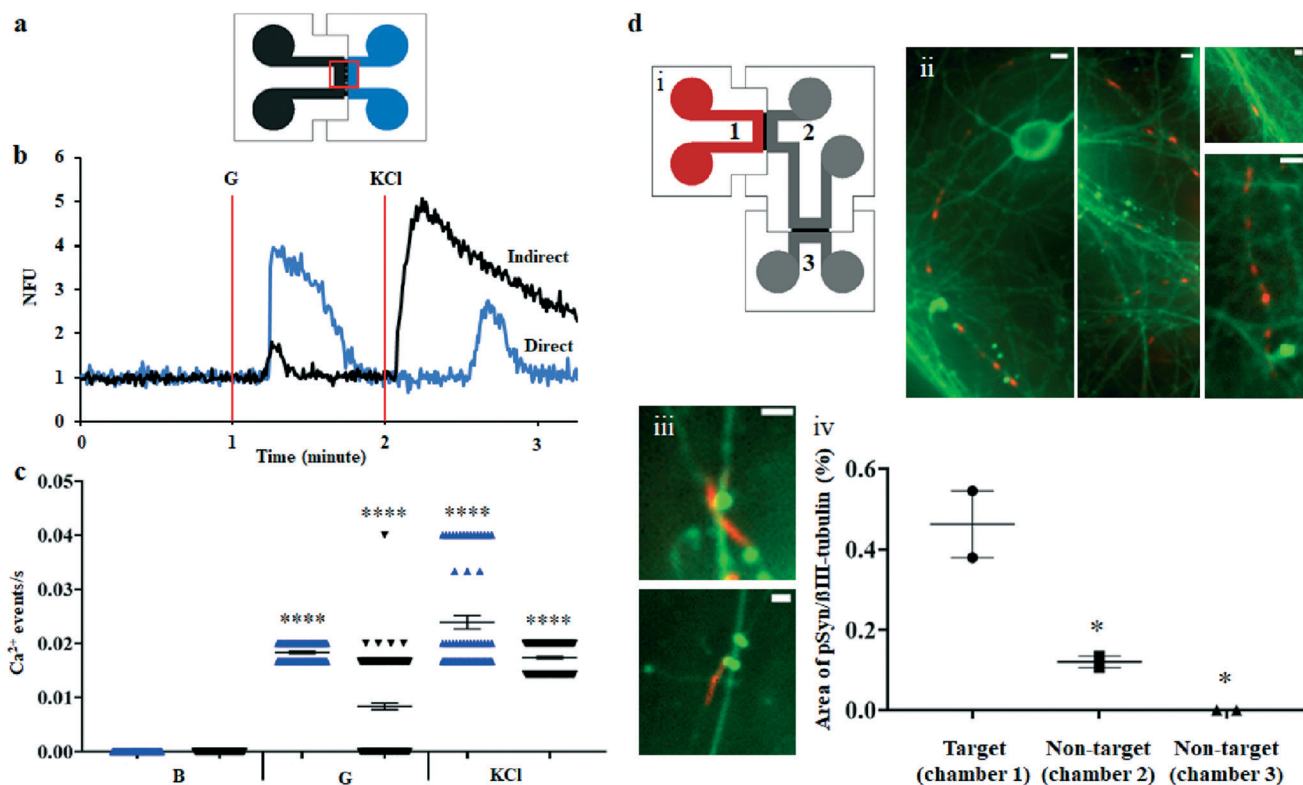 a
b
6
5
4
3
2
1
0
NFU
G
KCl
Indirect
Direct
0
1
2
3
Time (minute)
c
0.05
0.04
0.03
0.02
0.01
0.00
Ca²⁺ events/s
****
****
****
****
B
G
KCl
d
i
1
2
3
ii
iii
iv
0.6
0.4
0.2
0.0
Area of pSyn/βIII-tubulin (%)
*
*
Target
(chamber 1)
Non-target
(chamber 2)
Non-target
(chamber 3)